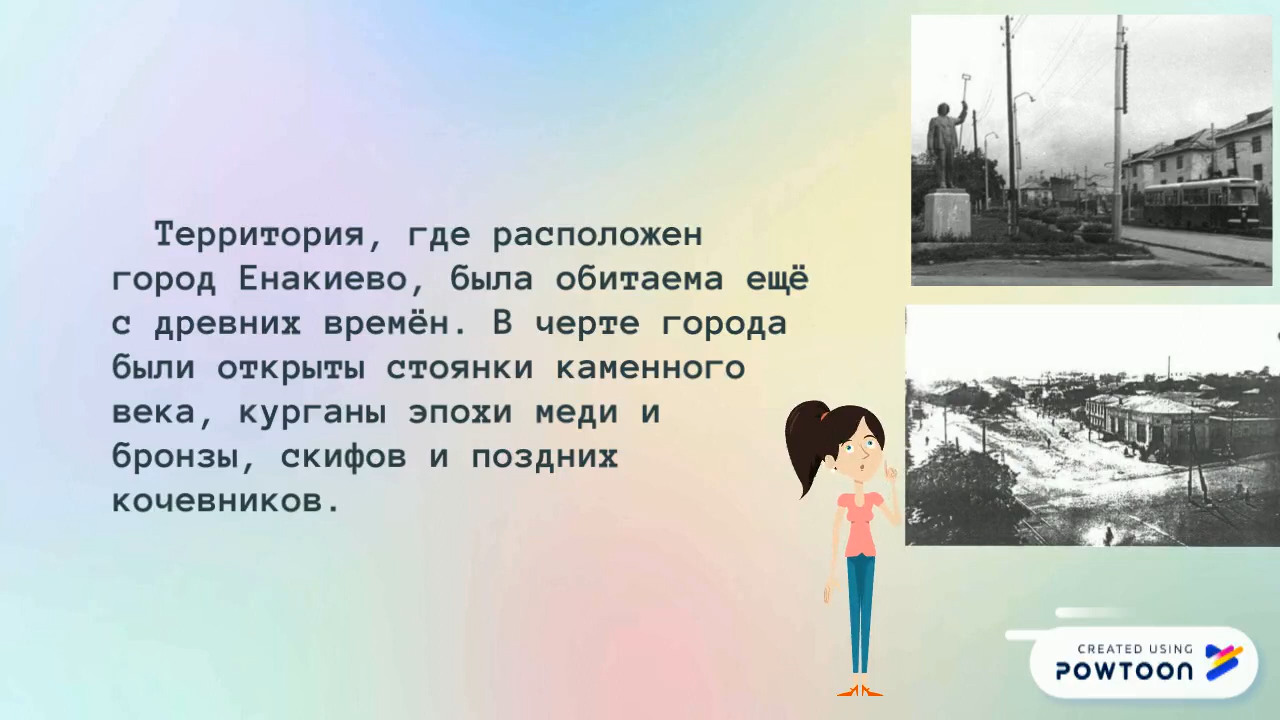 Территория, где расположен
город Енакиево, была обитаема ещё
с древних времён. В черте города
были открыты стоянки каменного
века, курганы эпохи меди и
бронзы, скифов и поздних
кочевников.
CREATED USING
POWTOON